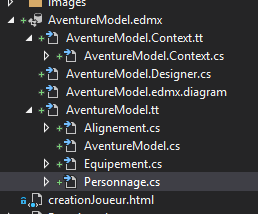 Images
AventureModel.edmx
AventureModel.Context.tt
AventureModel.Context.cs
AventureModel.Designer.cs
AventureModel.edmx.diagram
AventureModel.tt
Alignement.cs
AventureModel.cs
Equipement.cs
Personnage.cs
creationJoueur.html